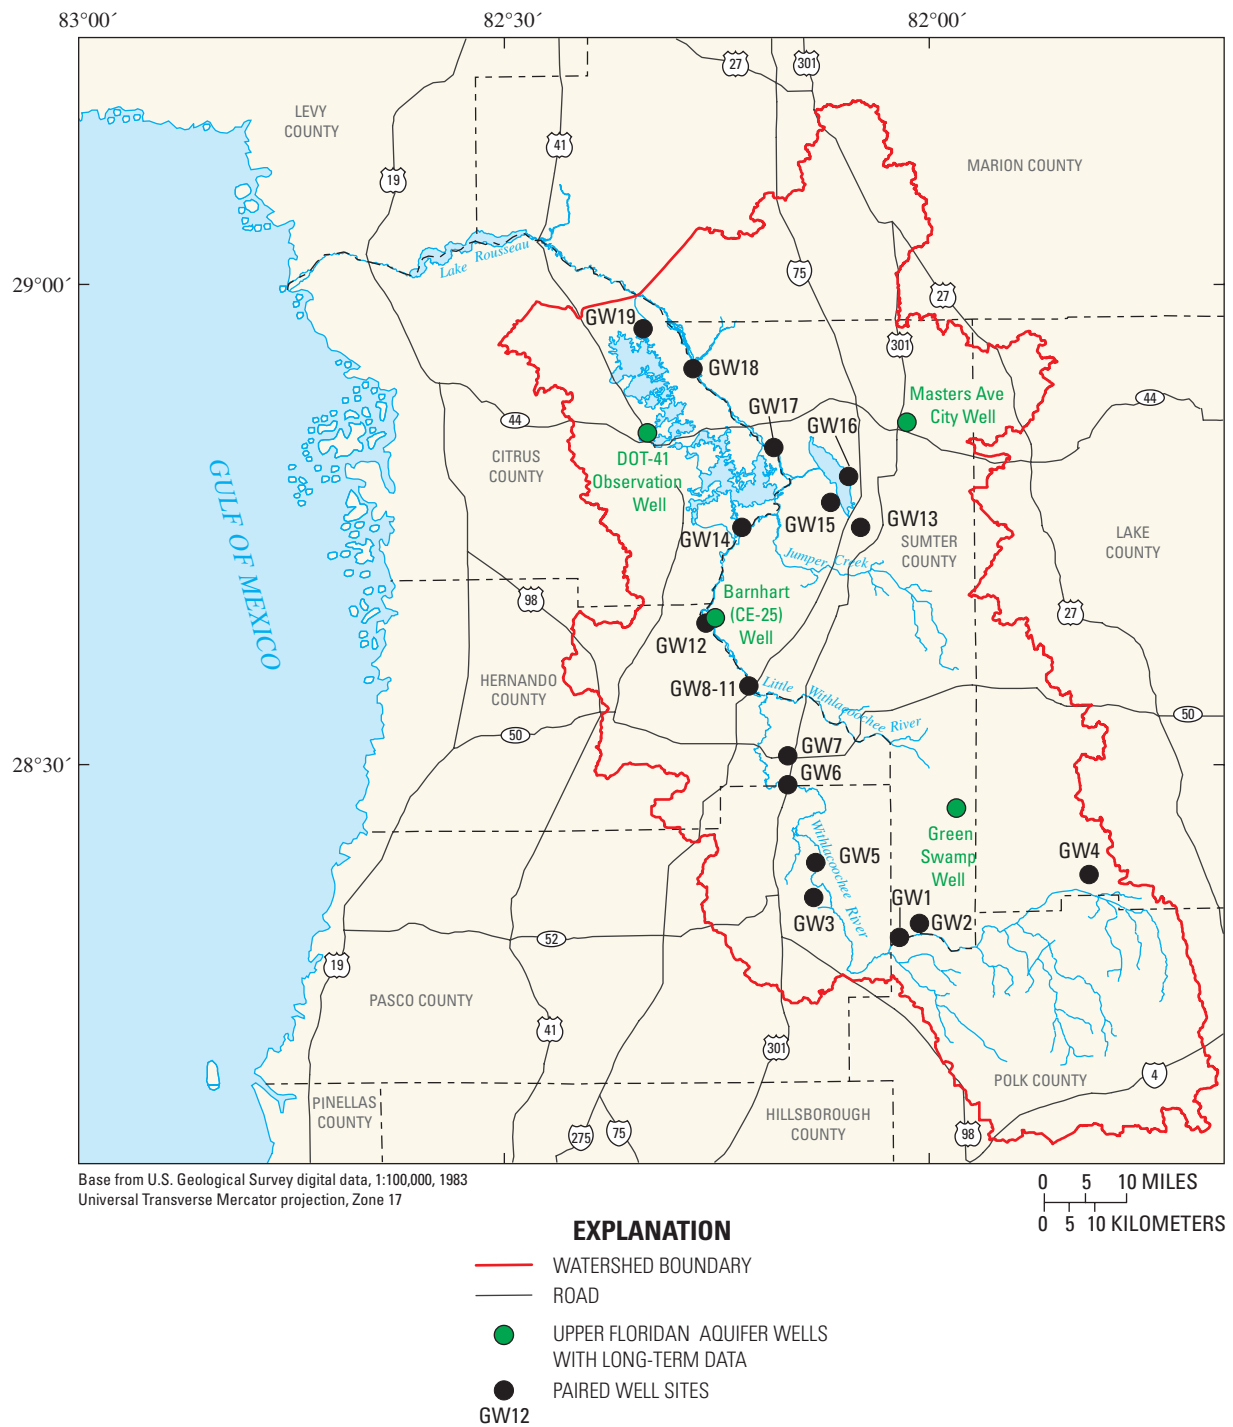 83°00´
82°30´
82°00´
27
301
LEVY
COUNTY
41
MARION COUNTY
19
Lake Rousseau
75
29°00´
27
GW19
301
GW18
Masters Ave
City Well
44
GW17
GW16
44
DOT-41
Observation
Well
CITRUS
COUNTY
GULF OF MEXICO
GW15
GW13
GW14
SUMTER
COUNTY
LAKE
COUNTY
Jumper Creek
98
Barnhart
(CE-25)
Well
27
GW12
HERNANDO
COUNTY
GW8-11
Little Withlacoochee River
50
50
GW7
28°30´
GW6
Green
Swamp
Well
Withlacoochee River
GW5
GW4
GW1
GW3
GW2
52
19
PASCO COUNTY
41
301
POLK COUNTY
4
PINELLAS
COUNTY
HILLSBOROUGH
COUNTY
275
75
98
Base from U.S. Geological Survey digital data, 1:100,000, 1983
Universal Transverse Mercator projection, Zone 17
0 5 10 MILES
0 5 10 KILOMETERS
EXPLANATION
WATERSHED BOUNDARY
ROAD
UPPER FLORIDAN AQUIFER WELLS
WITH LONG-TERM DATA
PAIRED WELL SITES
GW12